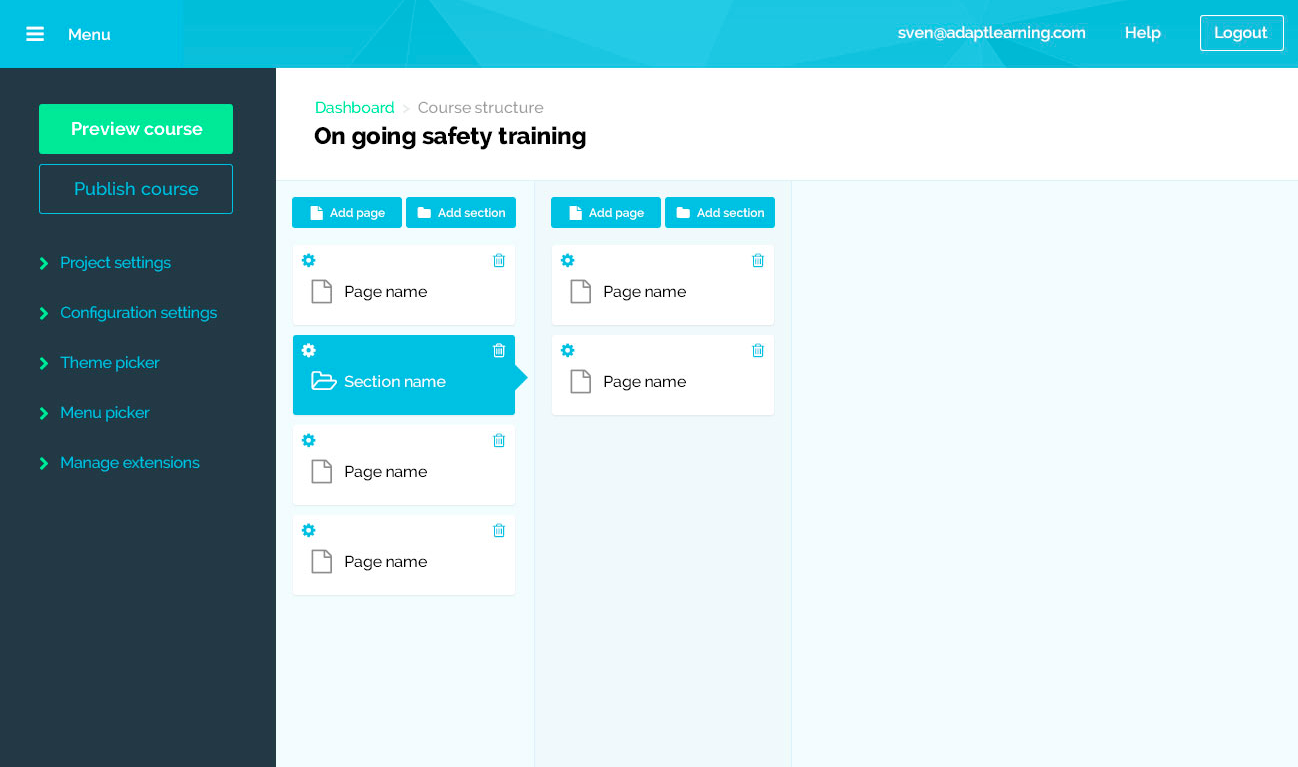 Menu
sven@adaptlearning.com
Help
Logout
Preview course
Publish course
Project settings
Configuration settings
Theme picker
Menu picker
Manage extensions
Dashboard > Course structure
On going safety training
Add page
Add section
Page name
Section name
Page name
Page name
Add page
Add section
Page name
Page name